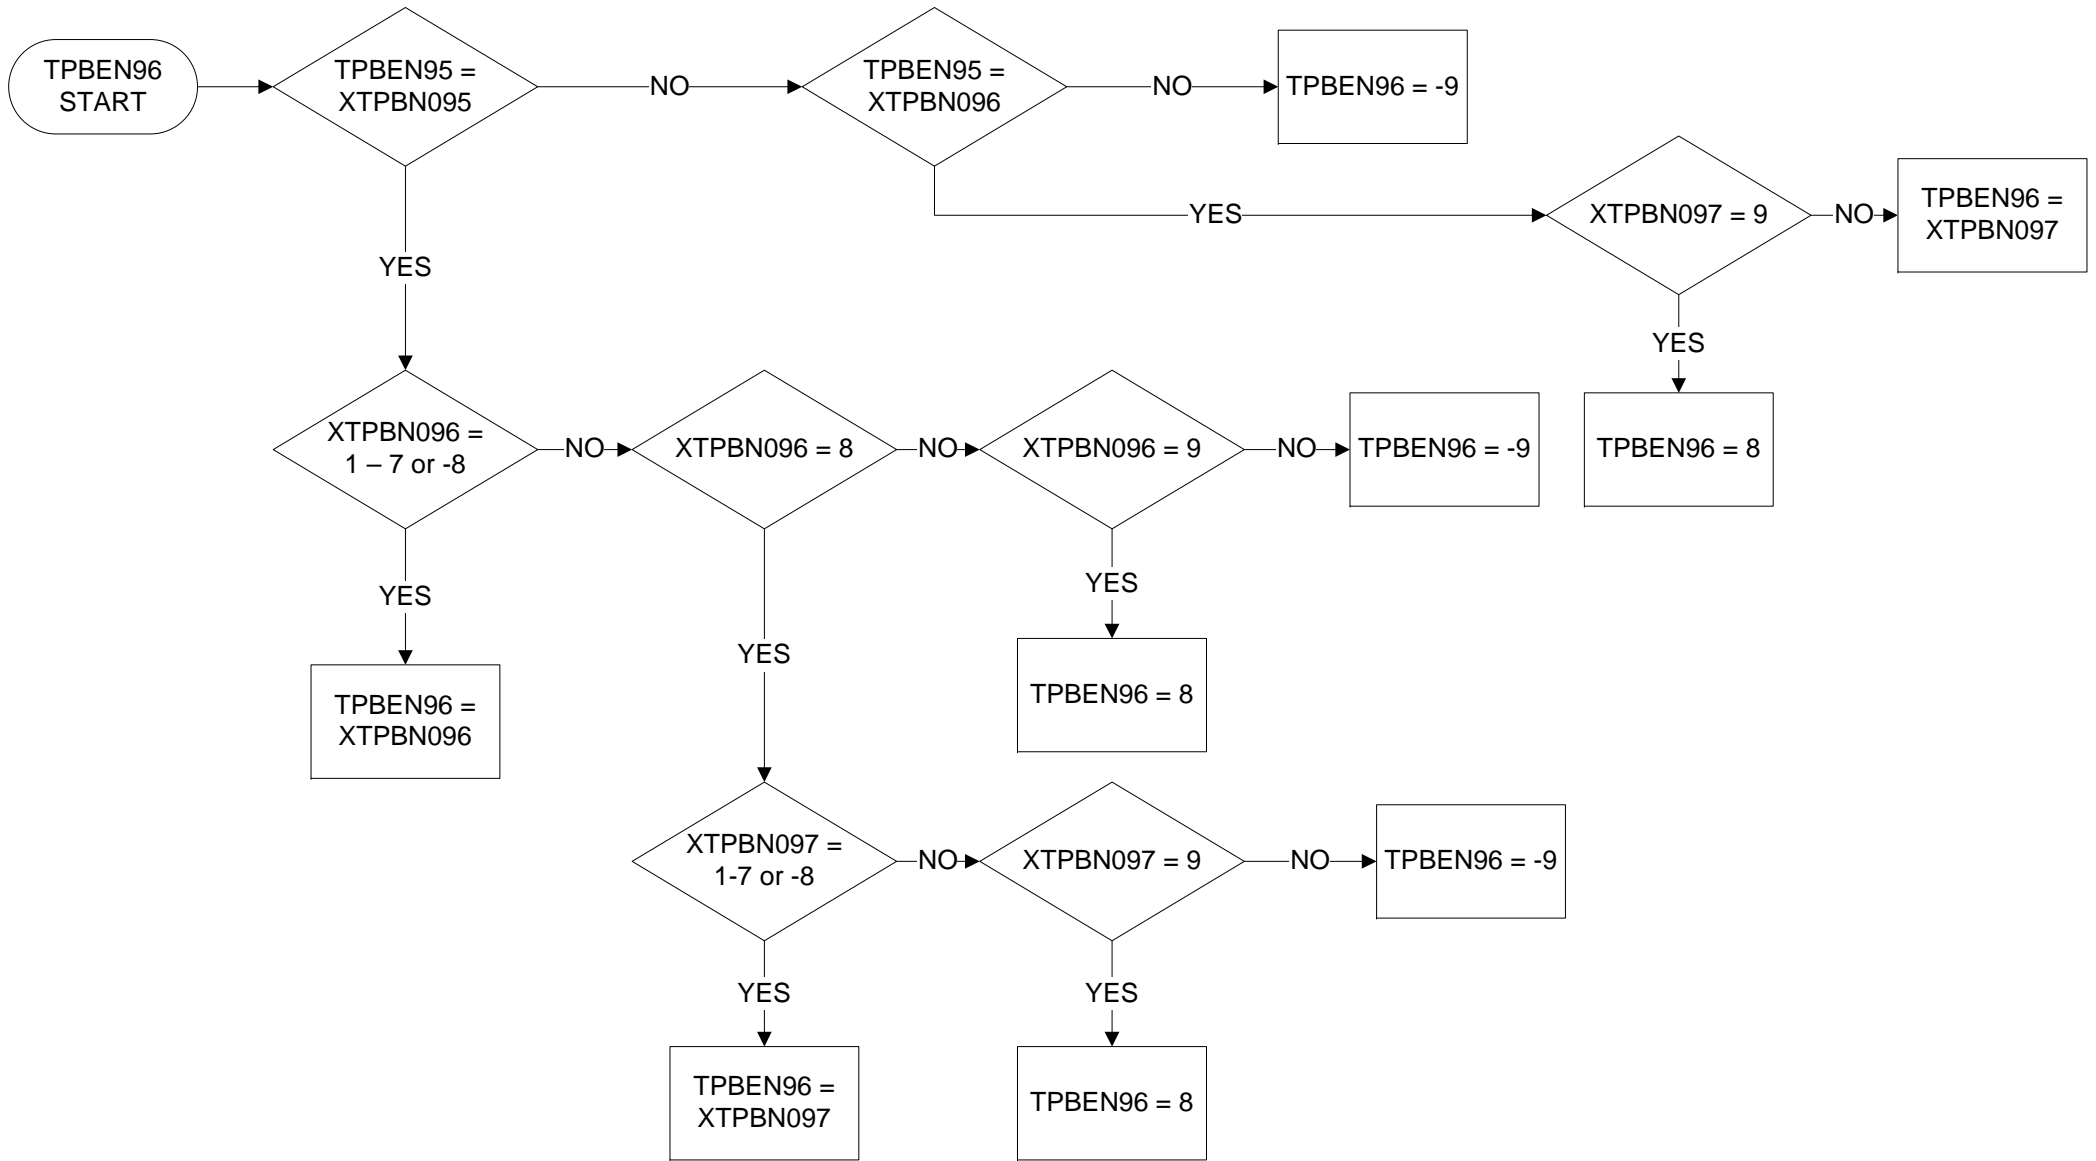 TPBEN96
START
TPBEN95 =
XTPBN095
NO
TPBEN95 =
XTPBN096
NO
TPBEN96 = -9
YES
XTPBN097 = 9
NO
TPBEN96 =
XTPBN097
YES
YES
TPBEN96 = 8
XTPBN096 =
1 – 7 or -8
NO
XTPBN096 = 8
NO
XTPBN096 = 9
NO
TPBEN96 = -9
YES
YES
YES
TPBEN96 =
XTPBN096
TPBEN96 = 8
XTPBN097 =
1-7 or -8
NO
XTPBN097 = 9
NO
TPBEN96 = -9
YES
YES
TPBEN96 =
XTPBN097
TPBEN96 = 8